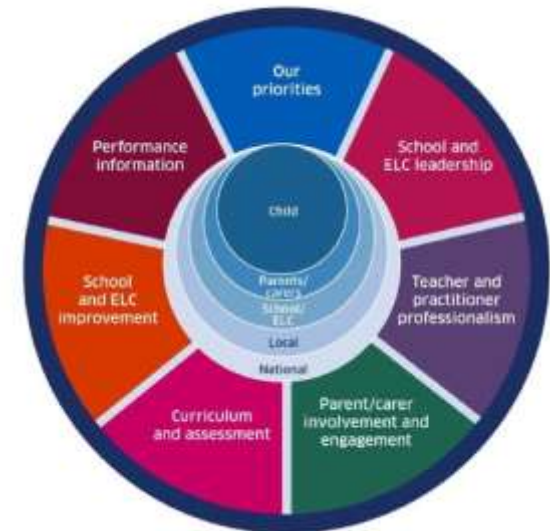 Our
priorities
School and
ELC leadership
Teacher and
practitioner
professionalism
Parent/carer
involvement and
engagement
Curriculum
and assessment
School
and ELC
improvement
Performance
information
Child
Parents/
carers
School/
ELC
Local
National